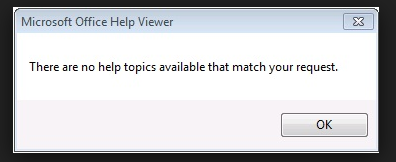 Microsoft Office Help Viewer
There are no help topics available that match your request.
OK